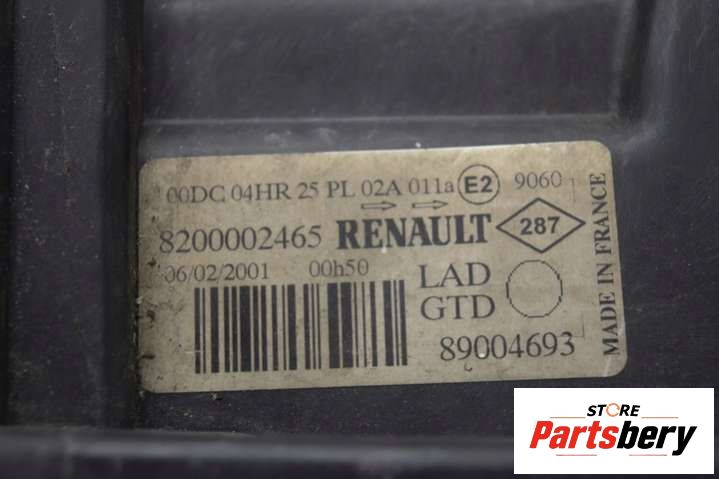 00DC 04HR 25 PL 02A 011a E2 9060
8200002465 RENAULT 287
06/02/2001 00h50 LAD
GTD
89004693
MADE IN FRANCE
STORE
Partsbery